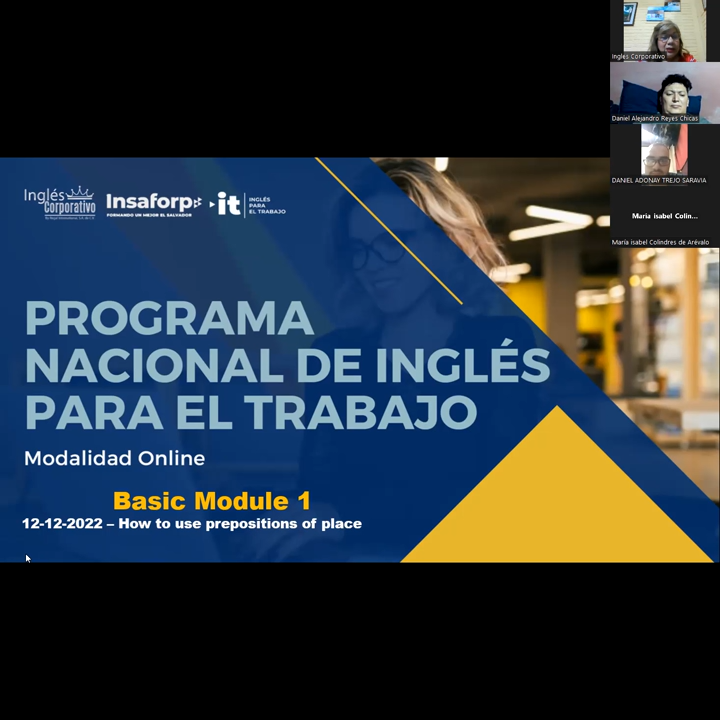 Inglés Corporativo
Daniel Alejandro Reyes Chicas
DANIEL ADONAY TREJO SARAVIA
Maria isabel Colin...
María isabel Colindres de Arévalo
Inglés
Corporativo
Insaforp
FORMANDO UN MEJOR EL SALVADOR
it
INGLÉS
PARA
EL TRABAJO
PROGRAMA
NACIONAL DE INGLÉS
PARA EL TRABAJO
Modalidad Online
Basic Module 1
12-12-2022 – How to use prepositions of place